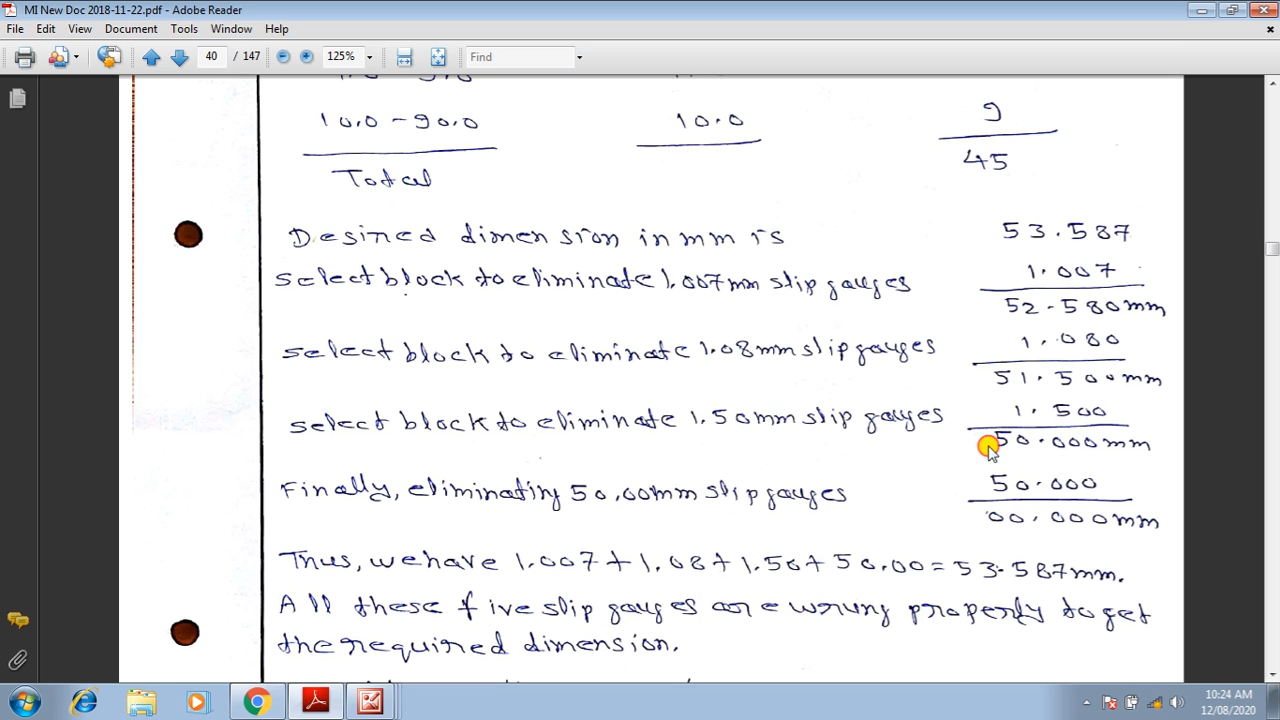 MI New Doc 2018-11-22.pdf - Adobe Reader
File Edit View Document Tools Window Help
40 / 147 125% Find
10.0 - 90.0 10.0 9
Total 45
Desired dimension in mm is 53.587
select block to eliminate 1.007mm slip gauges 1.007
52.580mm
select block to eliminate 1.08mm slip gauges 1.080
51.500mm
select block to eliminate 1.50mm slip gauges 1.500
50.000mm
Finally, eliminating 50.00mm slip gauges 50.000
00.000mm
Thus, we have 1.007 + 1.08 + 1.50 + 50.00 = 53.587mm.
All these five slip gauges are wrung properly to get
the required dimension.
10:24 AM
12/08/2020